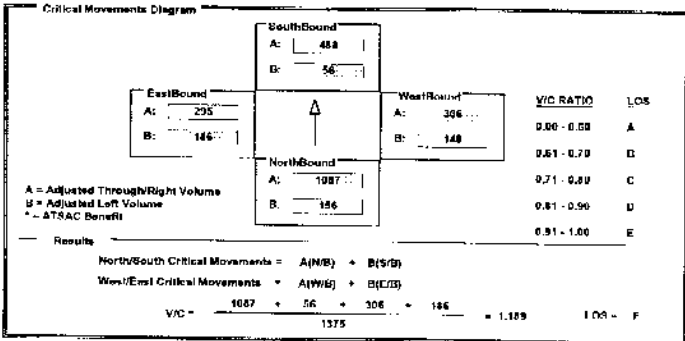 Critical Movements Diagram
SouthBound
A: 488
B: 56
EastBound
A: 295
B: 186
WestBound
A: 306
B: 148
NorthBound
A: 1087
B: 156
V/C RATIO LOS
0.00 - 0.60 A
0.61 - 0.70 B
0.71 - 0.80 C
0.81 - 0.90 D
0.91 - 1.00 E
A = Adjusted Through/Right Volume
B = Adjusted Left Volume
* = ATSAC Benefit
Results
North/South Critical Movements = A(N/B) + B(S/B)
West/East Critical Movements = A(W/B) + B(E/B)
V/C = 1087 + 56 + 306 + 186 = 1.189 LOS = F
1375